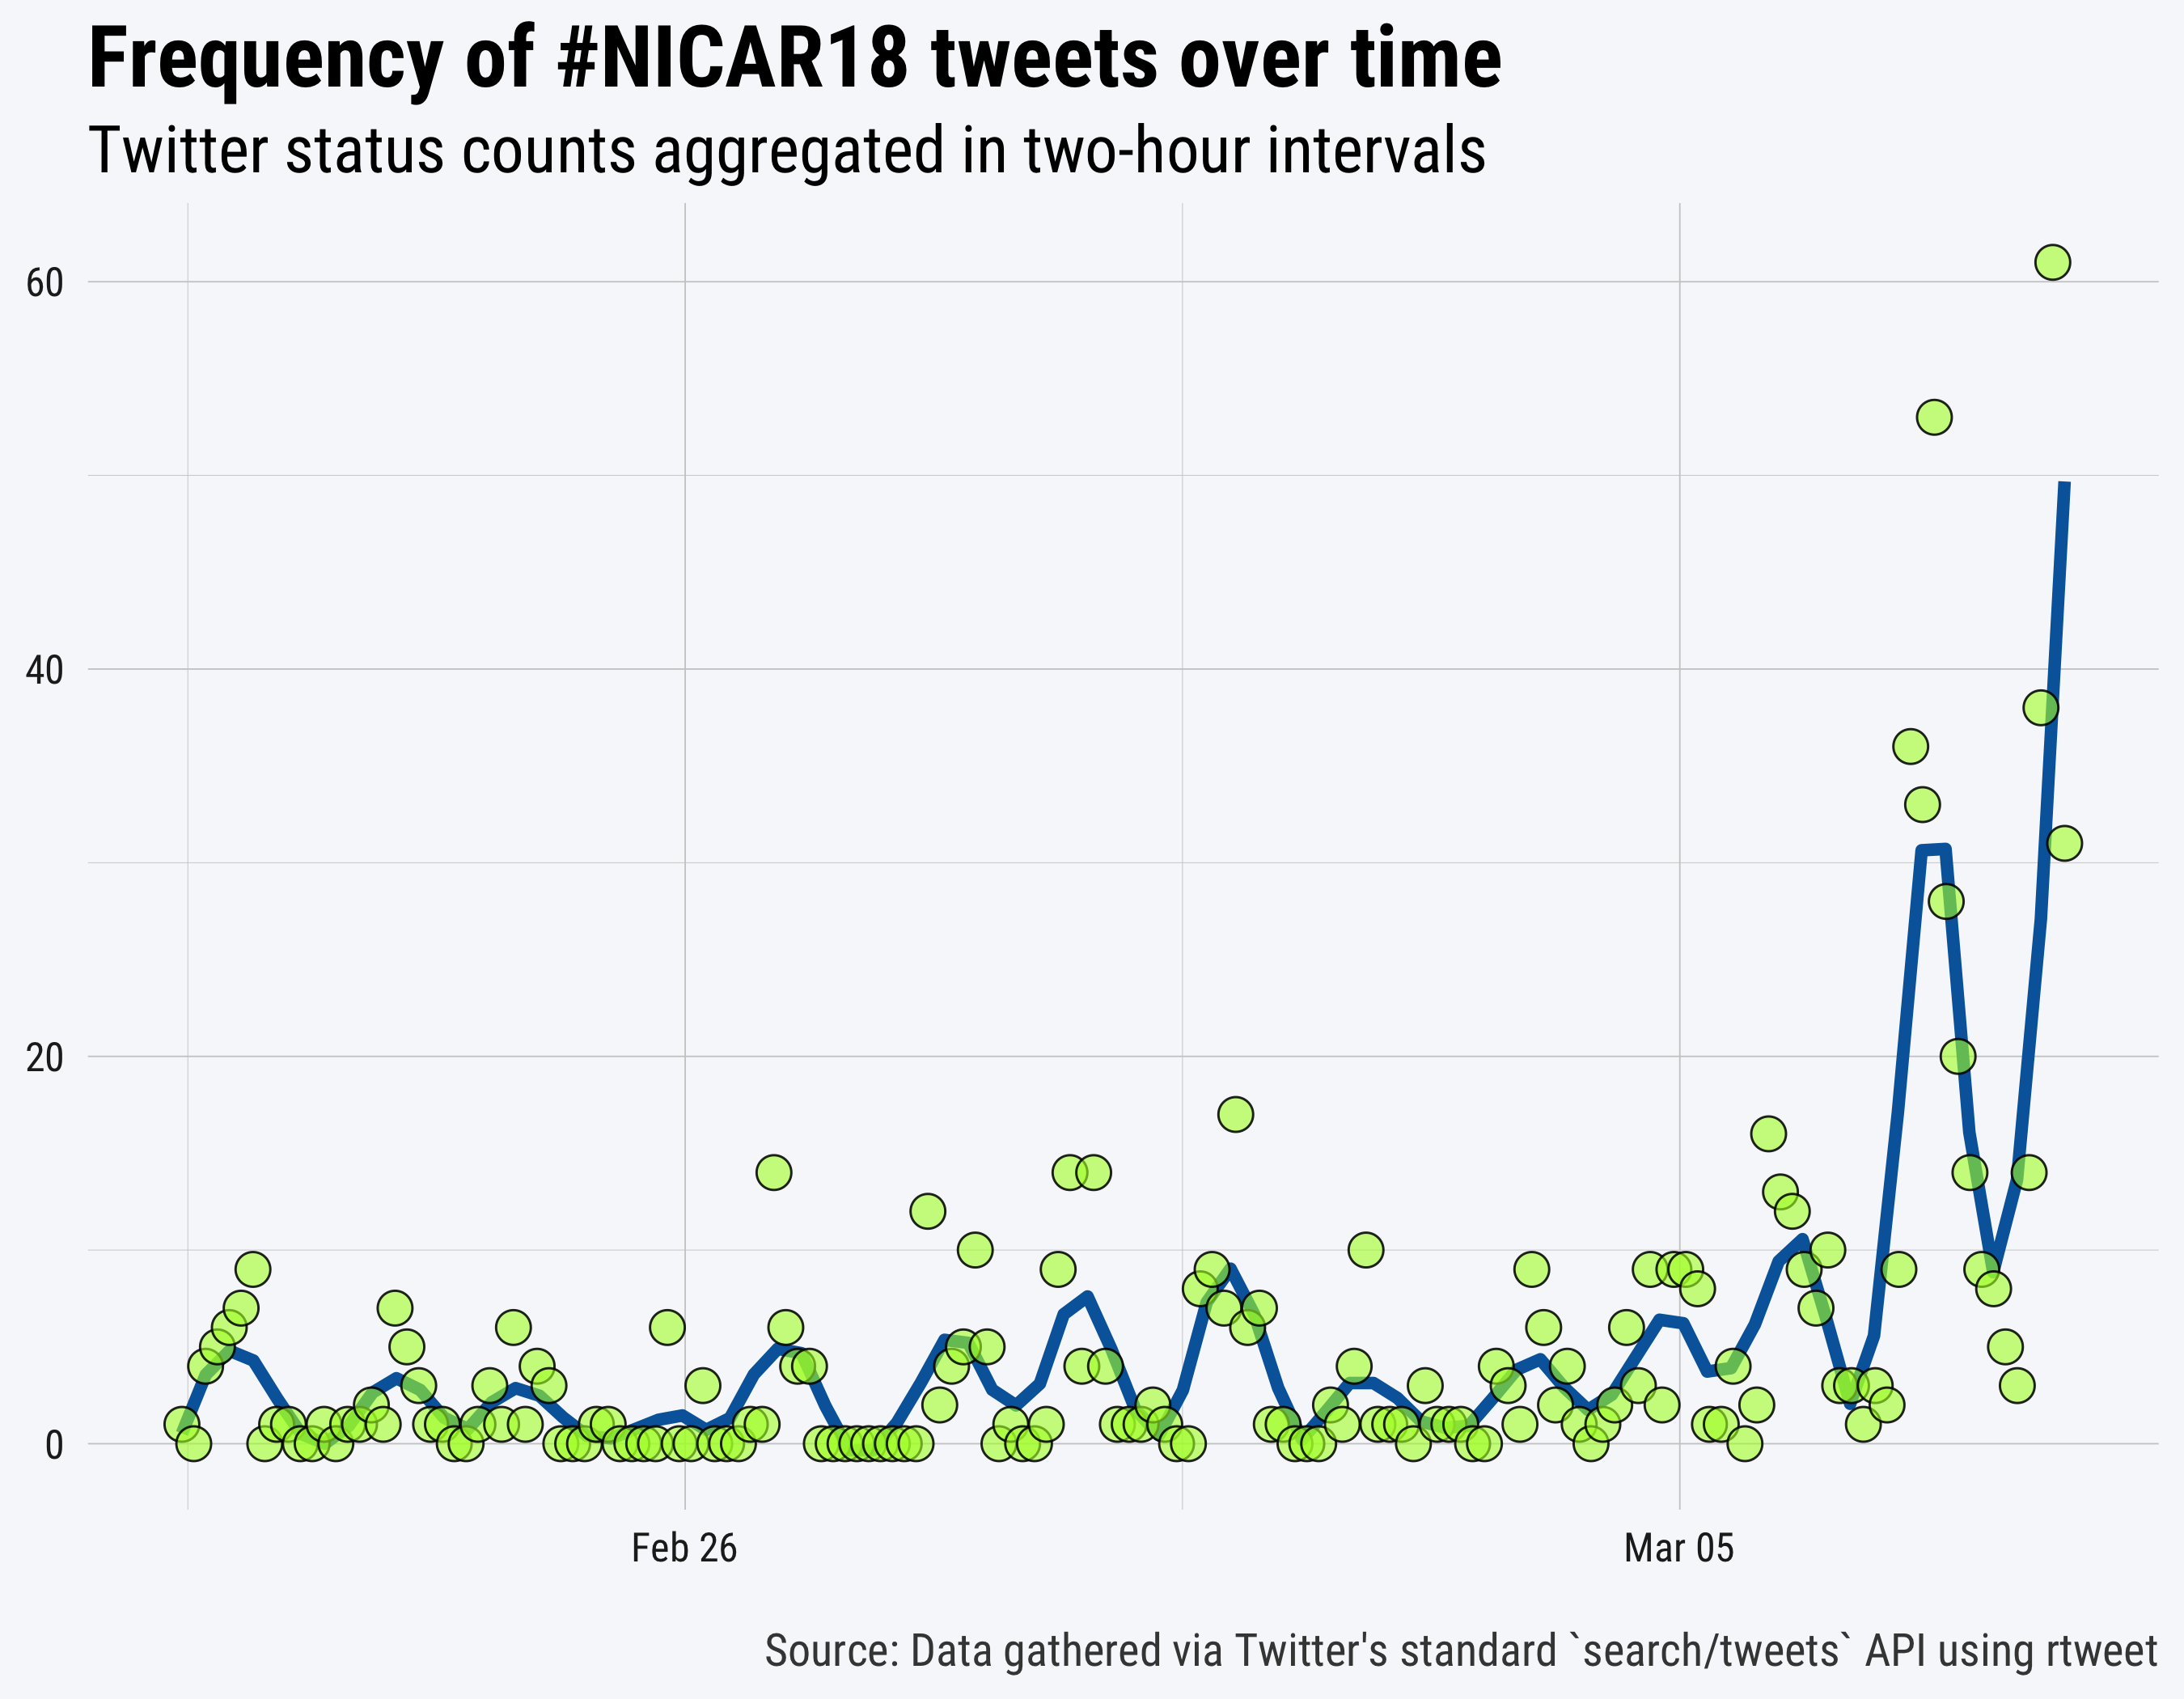 Frequency of #NICAR18 tweets over time
Twitter status counts aggregated in two-hour intervals
60
40
20
0
Feb 26
Mar 05
Source: Data gathered via Twitter's standard `search/tweets` API using rtweet